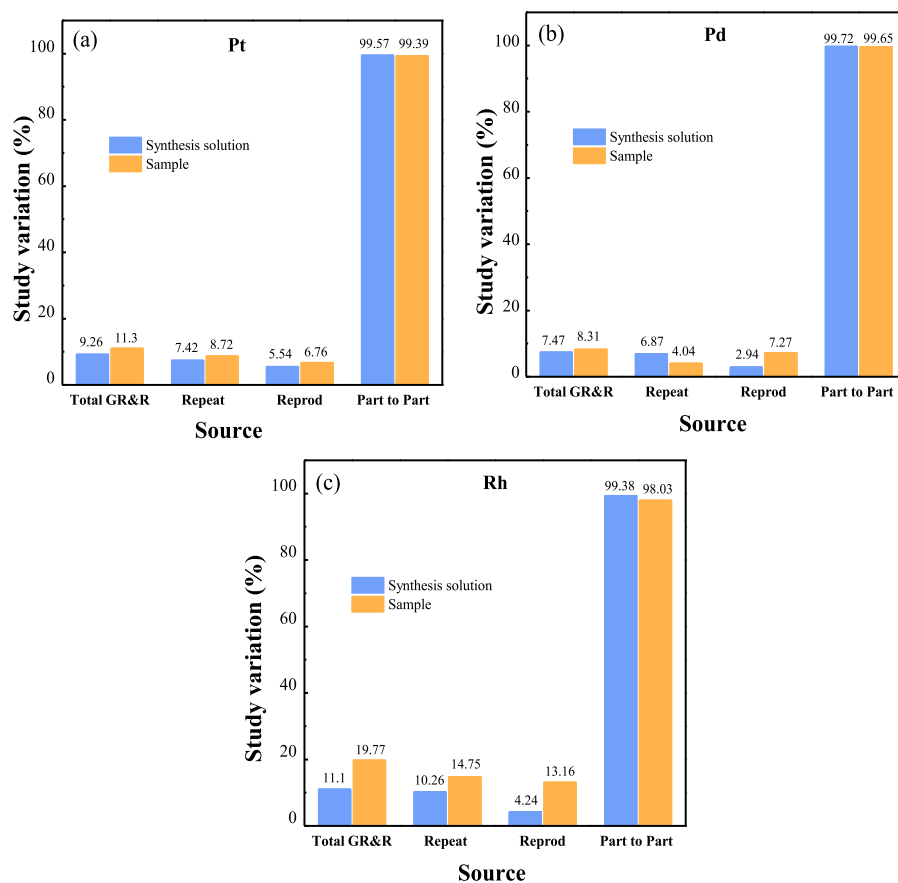 (a)
Pt
99.57 99.39
100
Synthesis solution
Sample
80
60
40
20
0
9.26 11.3
7.42 8.72
5.54 6.76
Study variation (%)
Total GR&R Repeat Reprod Part to Part
Source
(b)
Pd
99.72 99.65
100
Synthesis solution
Sample
80
60
40
20
0
7.47 8.31
6.87 4.04
2.94 7.27
Study variation (%)
Total GR&R Repeat Reprod Part to Part
Source
(c)
Rh
99.38 98.03
100
Synthesis solution
Sample
80
60
40
20
0
11.1 19.77
10.26 14.75
4.24 13.16
Study variation (%)
Total GR&R Repeat Reprod Part to Part
Source